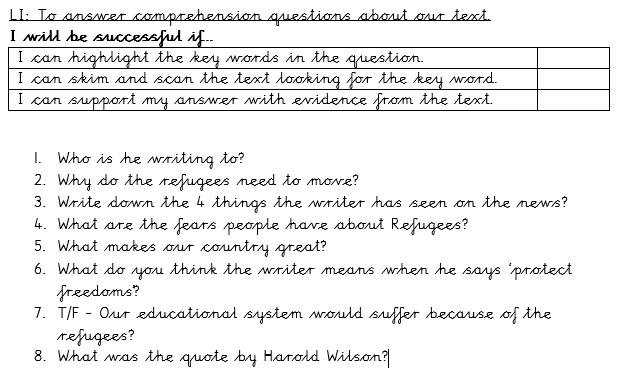 LI: To answer comprehension questions about our text.
I will be successful if...
I can highlight the key words in the question.
I can skim and scan the text looking for the key word.
I can support my answer with evidence from the text.
1. Who is he writing to?
2. Why do the refugees need to move?
3. Write down the 4 things the writer has seen on the news?
4. What are the fears people have about Refugees?
5. What makes our country great?
6. What do you think the writer means when he says ‘protect
freedoms’?
7. T/F - Our educational system would suffer because of the
refugees?
8. What was the quote by Harold Wilson?